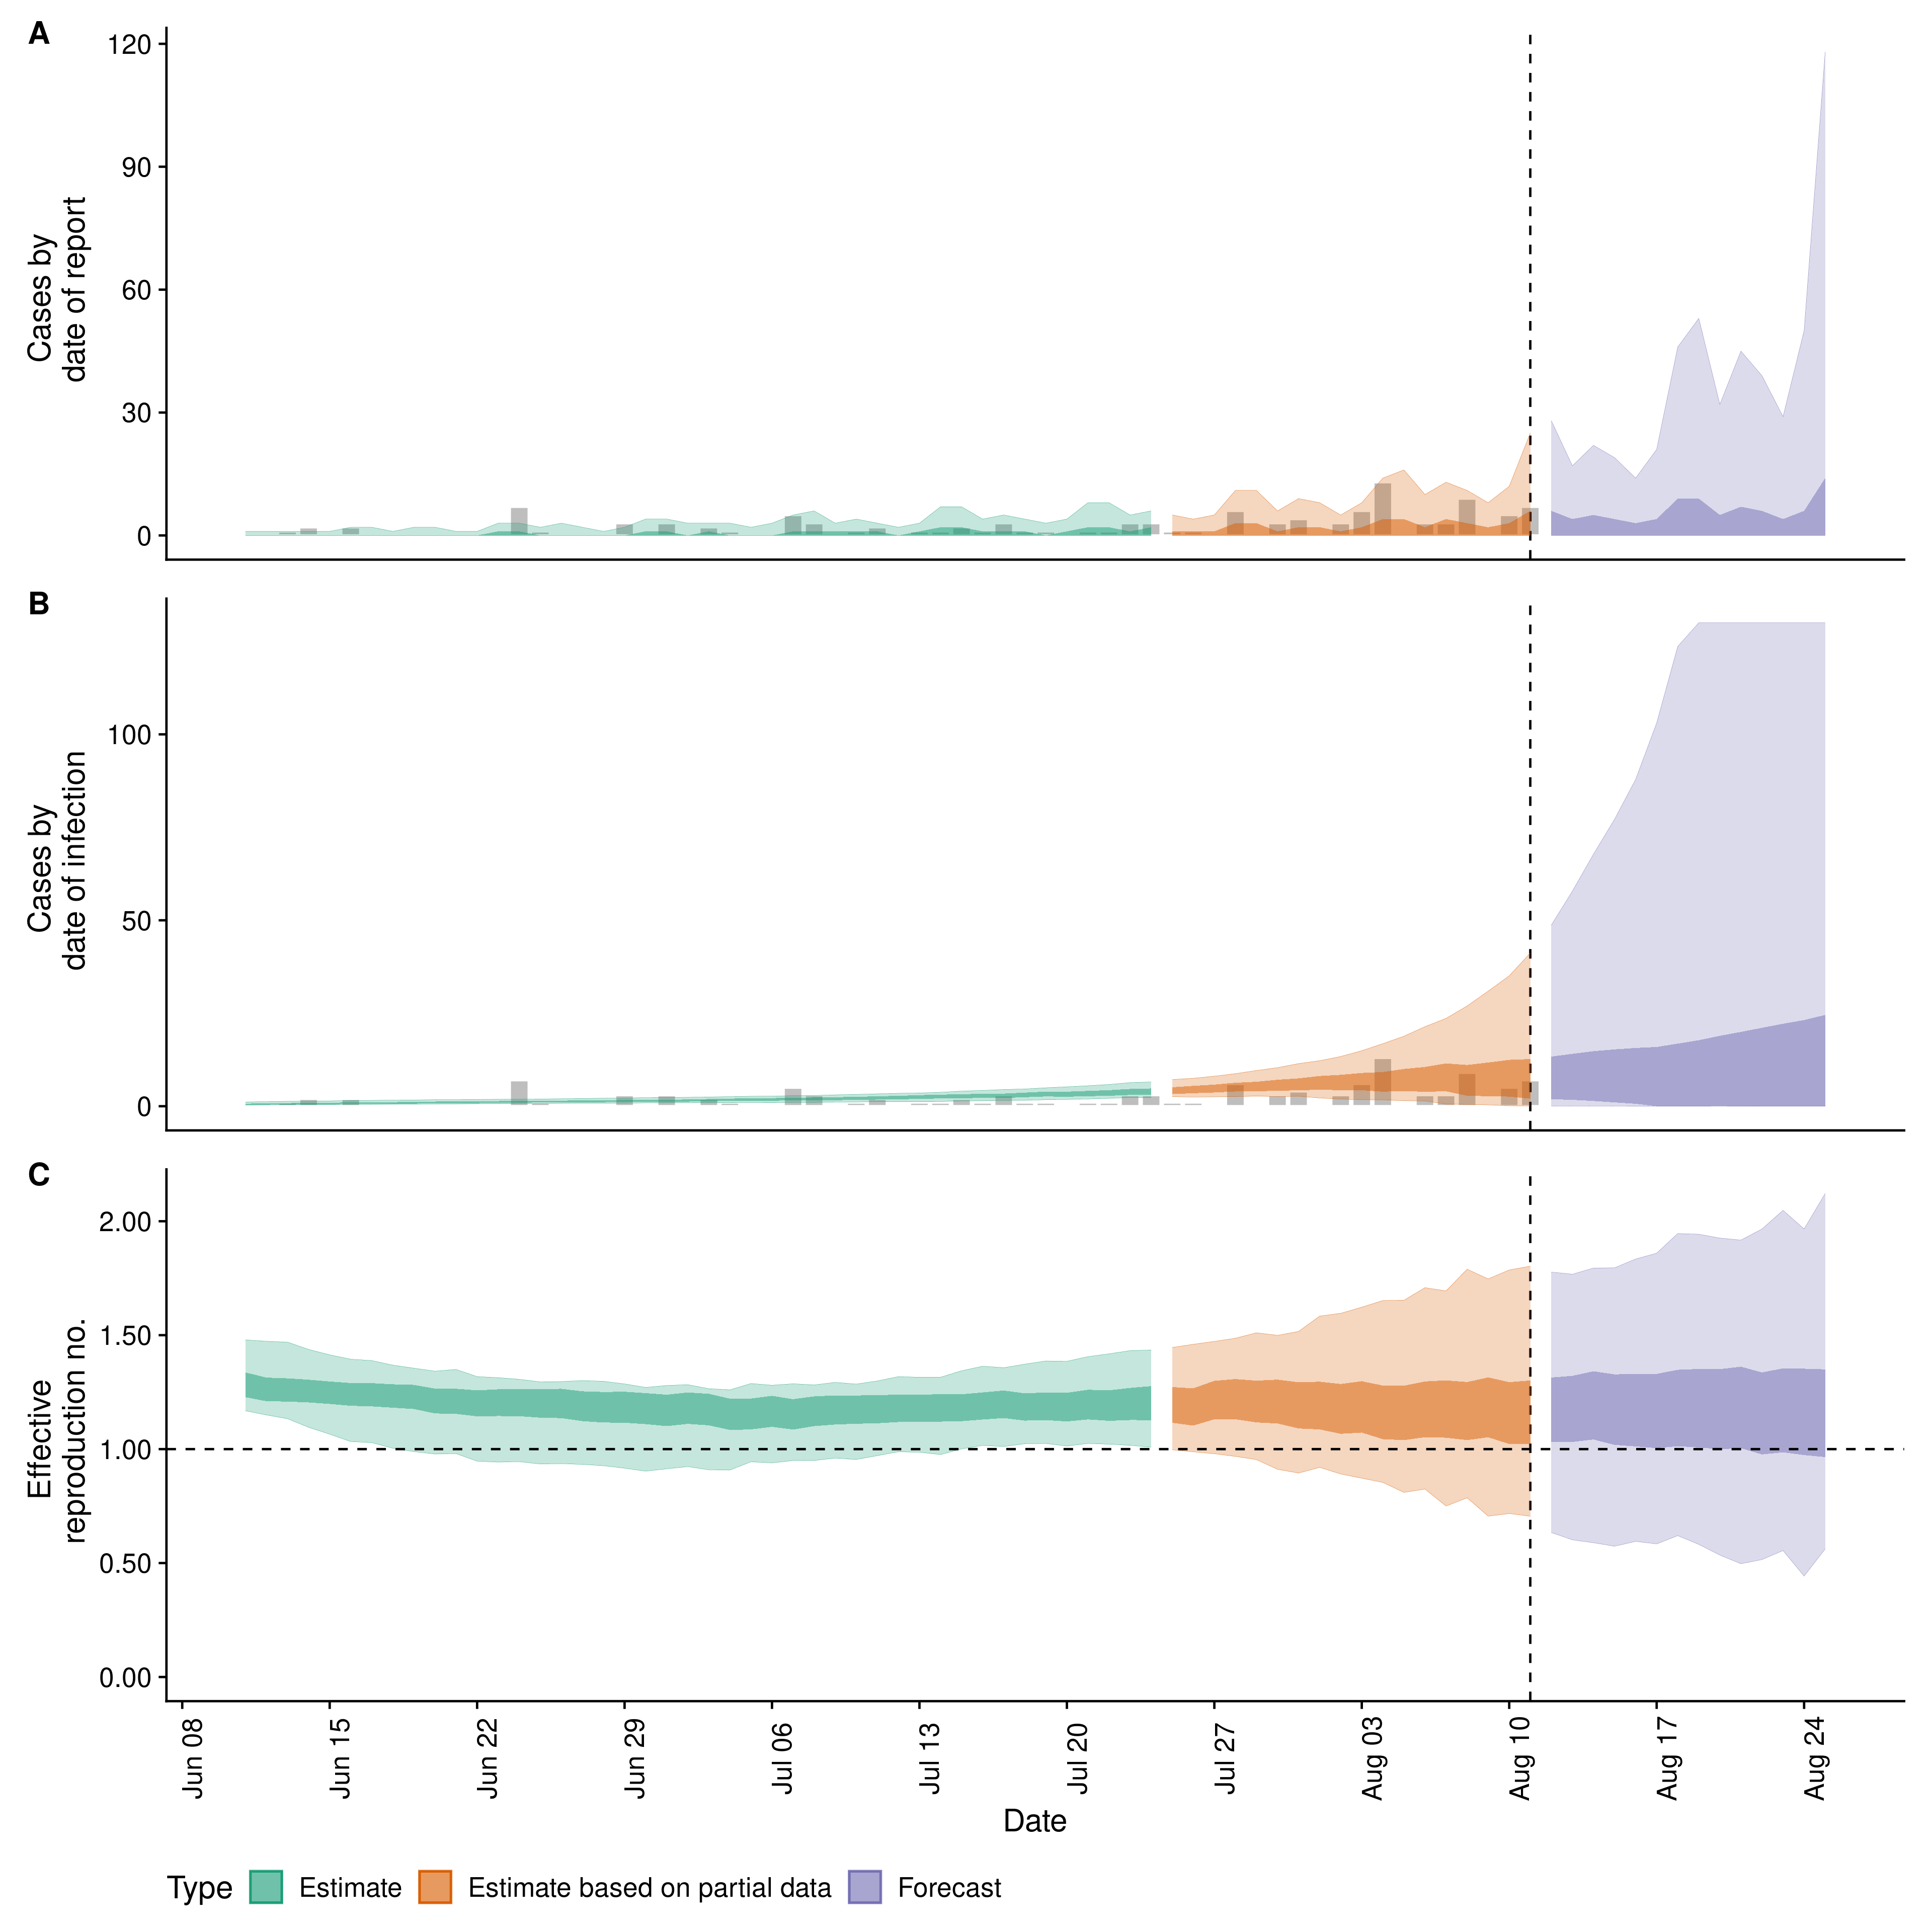 A
120
90
60
30
0
Cases by
date of report
B
100
50
0
Cases by
date of infection
C
2.00
1.50
1.00
0.50
0.00
Effective
reproduction no.
Jun 08
Jun 15
Jun 22
Jun 29
Jul 06
Jul 13
Jul 20
Jul 27
Aug 03
Aug 10
Aug 17
Aug 24
Date
Type Estimate Estimate based on partial data Forecast